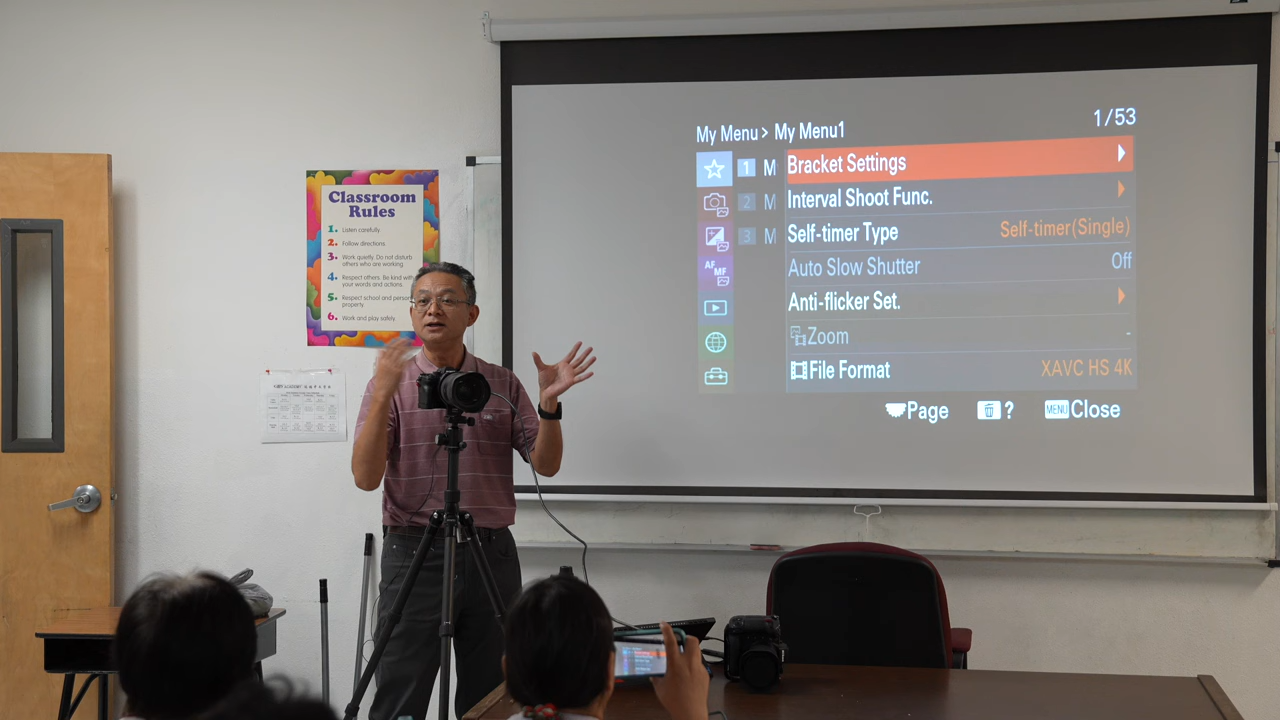 My Menu > My Menu1
1/53
1 M
2 M
3 M
AF MF
Bracket Settings
Interval Shoot Func.
Self-timer Type Self-timer(Single)
Auto Slow Shutter Off
Anti-flicker Set.
Zoom -
File Format XAVC HS 4K
Page
?
MENU Close
Classroom
Rules
1. Listen carefully.
2. Follow directions.
3. Work quietly. Do not disturb
others who are working.
4. Respect others. Be kind with
your words and actions.
5. Respect school and
property.
6. Work and play safely.